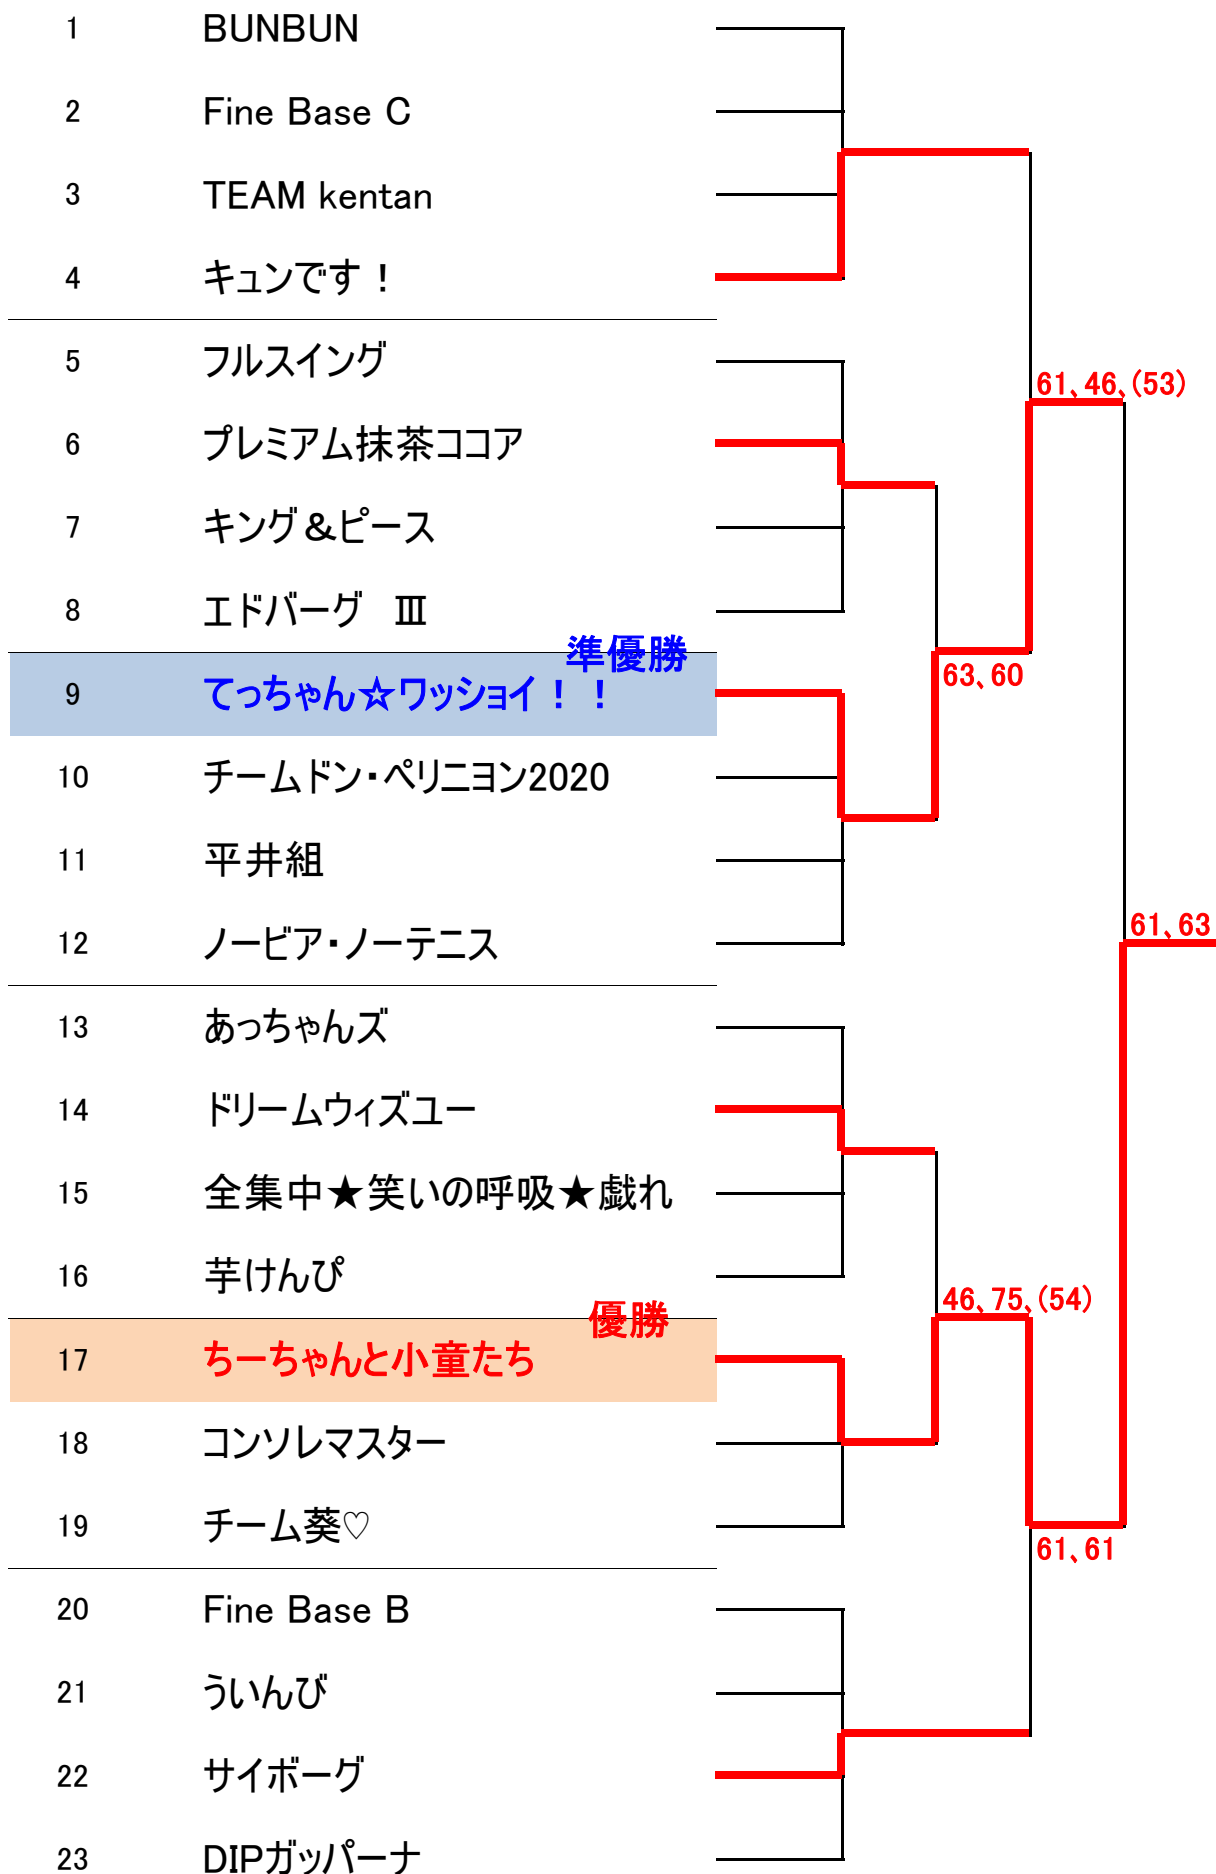 1 BUNBUN
2 Fine Base C
3 TEAM kentan
4 キュンです！
5 フルスイング
61、46、(53)
6 プレミアム抹茶ココア
7 キング＆ピース
8 エドバーグ　Ⅲ
準優勝
63、60
9 てっちゃん☆ワッショイ！！
10 チームドン・ペリニヨン2020
11 平井組
61、63
12 ノービア・ノーテニス
13 あっちゃんズ
14 ドリームウィズユー
15 全集中★笑いの呼吸★戯れ
16 芋けんぴ
46、75、(54)
優勝
17 ちーちゃんと小童たち
18 コンソレマスター
19 チーム葵♡
61、61
20 Fine Base B
21 ういんび
22 サイボーグ
23 DIPガッパーナ